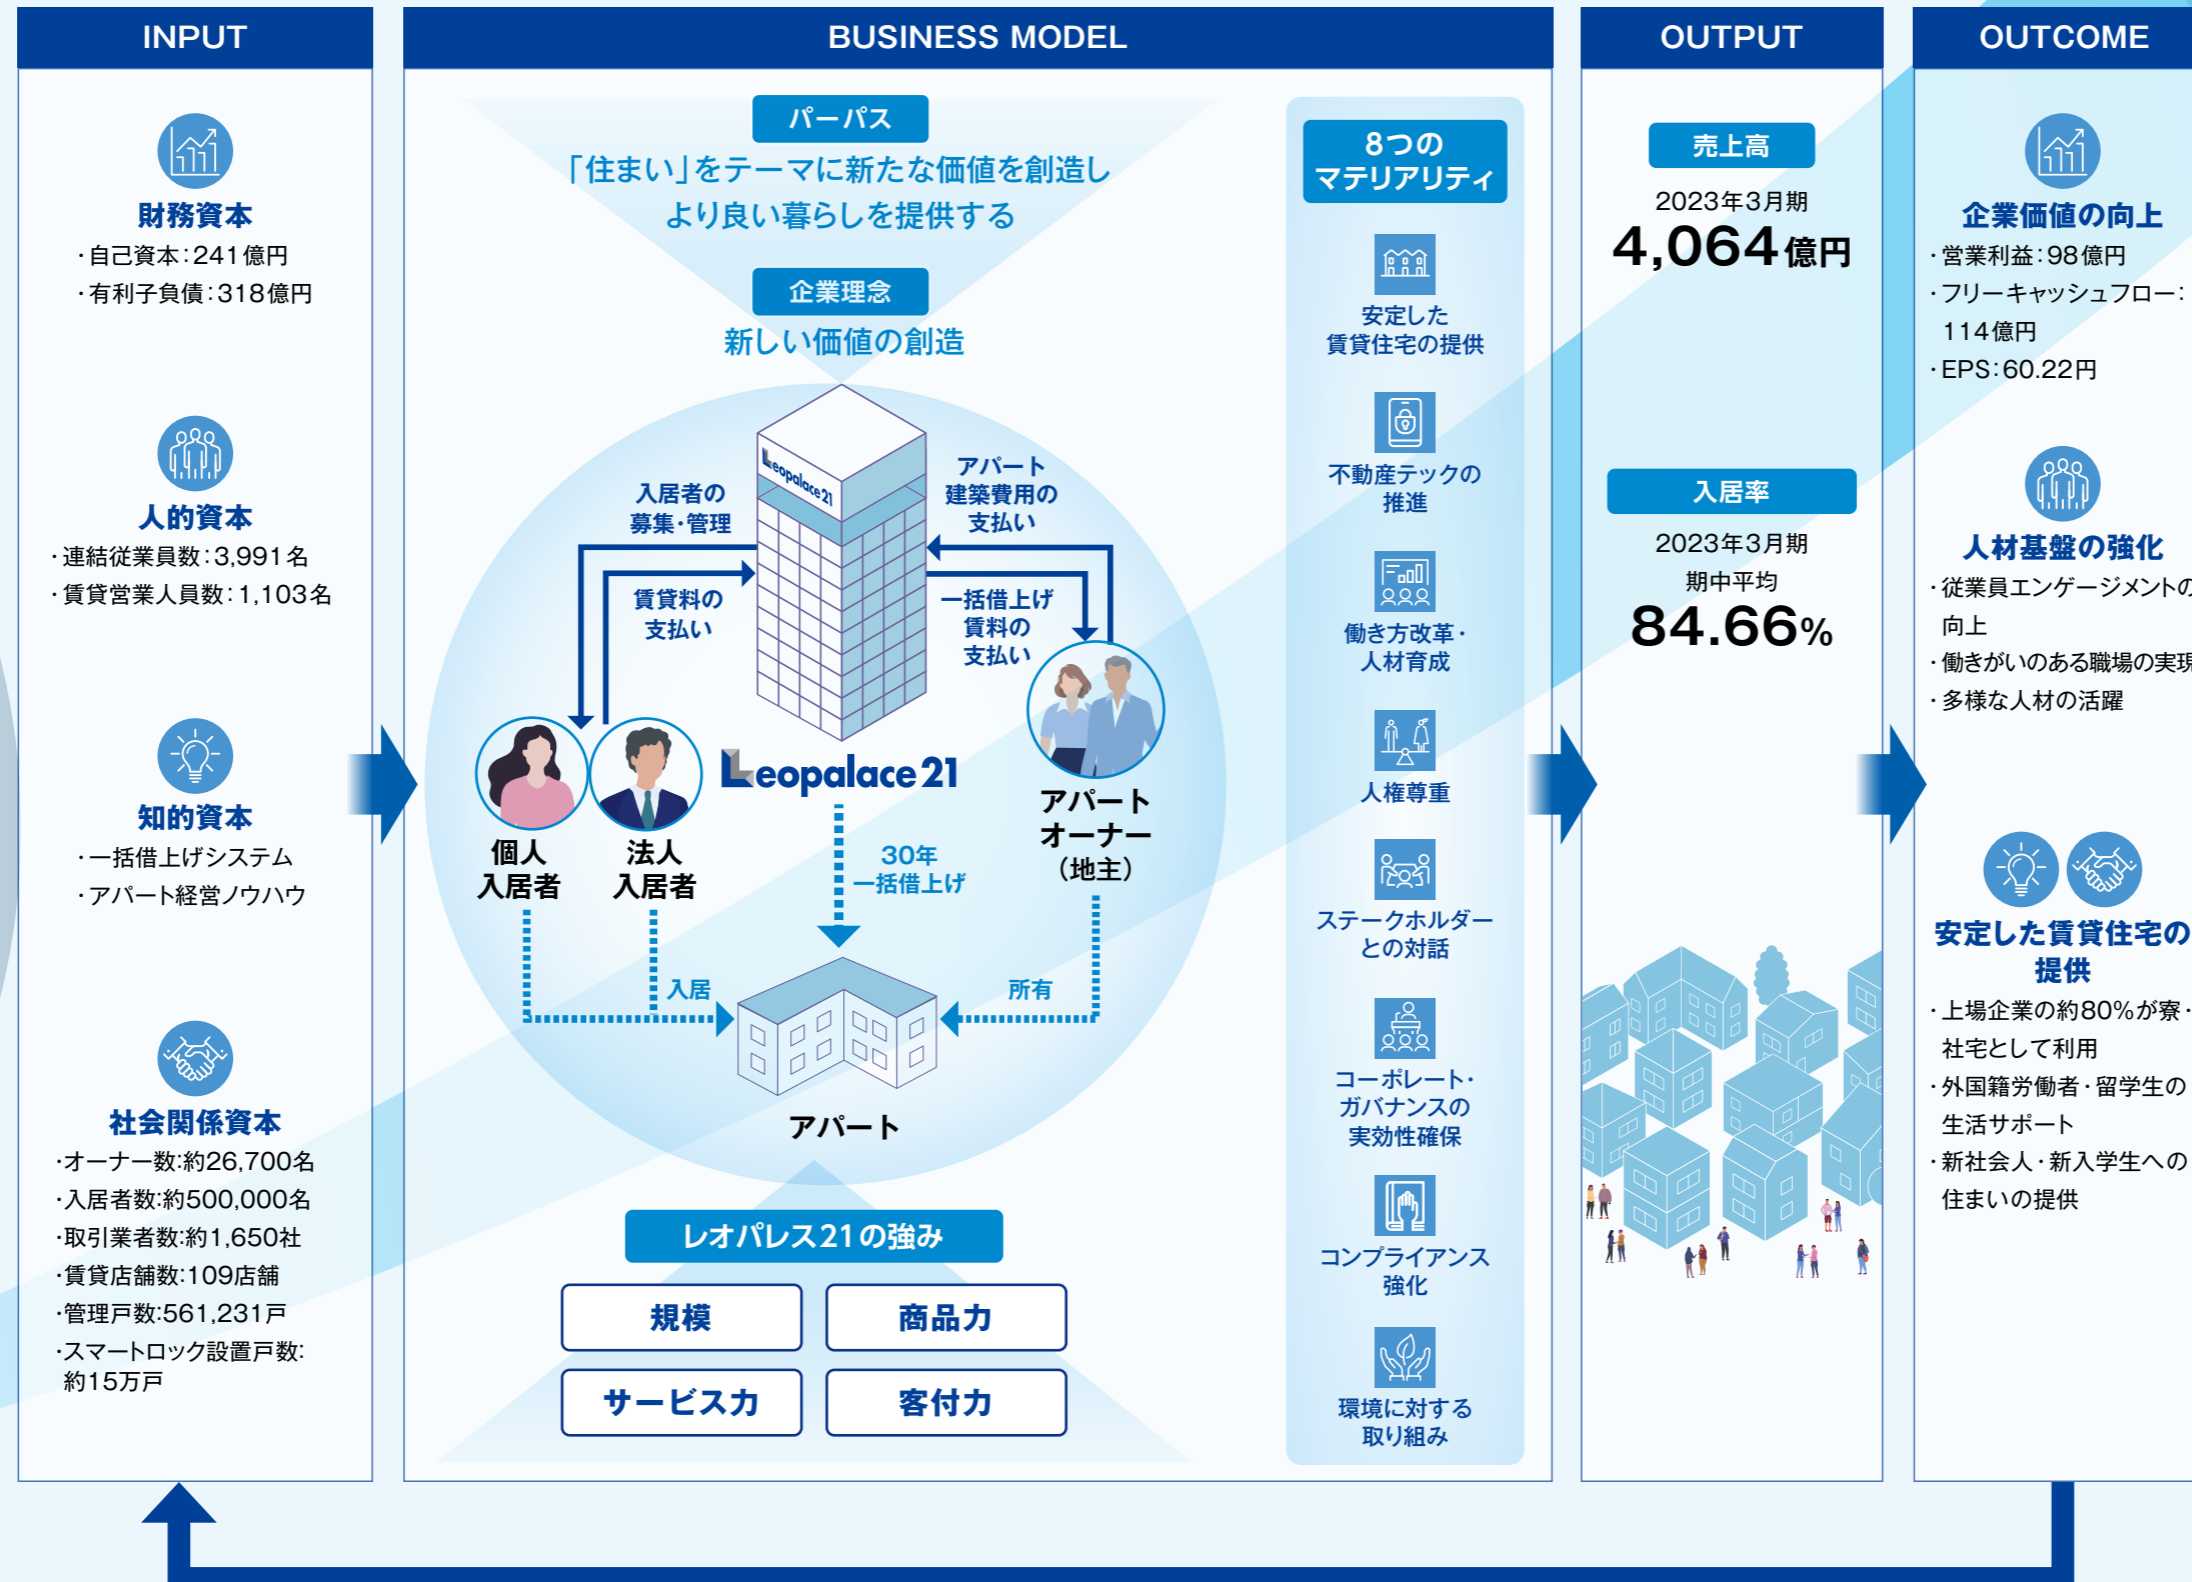 INPUT
財務資本
・自己資本：241億円
・有利子負債：318億円
人的資本
・連結従業員数：3,991名
・賃貸営業人員数：1,103名
知的資本
・一括借上げシステム
・アパート経営ノウハウ
社会関係資本
・オーナー数:約26,700名
・入居者数:約500,000名
・取引業者数:約1,650社
・賃貸店舗数:109店舗
・管理戸数:561,231戸
・スマートロック設置戸数:
約15万戸
BUSINESS MODEL
パーパス
「住まい」をテーマに新たな価値を創造し
より良い暮らしを提供する
企業理念
新しい価値の創造
Leopalace21
入居者の
募集・管理
賃貸料の
支払い
アパート
建築費用の
支払い
一括借上げ
賃料の
支払い
Leopalace21
個人
入居者
法人
入居者
アパート
オーナー
（地主）
30年
一括借上げ
入居
所有
アパート
レオパレス21の強み
規模
商品力
サービス力
客付力
8つの
マテリアリティ
安定した
賃貸住宅の提供
不動産テックの
推進
働き方改革・
人材育成
人権尊重
ステークホルダー
との対話
コーポレート・
ガバナンスの
実効性確保
コンプライアンス
強化
環境に対する
取り組み
OUTPUT
売上高
2023年3月期
4,064億円
入居率
2023年3月期
期中平均
84.66%
OUTCOME
企業価値の向上
・営業利益：98億円
・フリーキャッシュフロー：
114億円
・EPS：60.22円
人材基盤の強化
・従業員エンゲージメントの
向上
・働きがいのある職場の実現
・多様な人材の活躍
安定した賃貸住宅の
提供
・上場企業の約80%が寮・
社宅として利用
・外国籍労働者・留学生の
生活サポート
・新社会人・新入学生への
住まいの提供